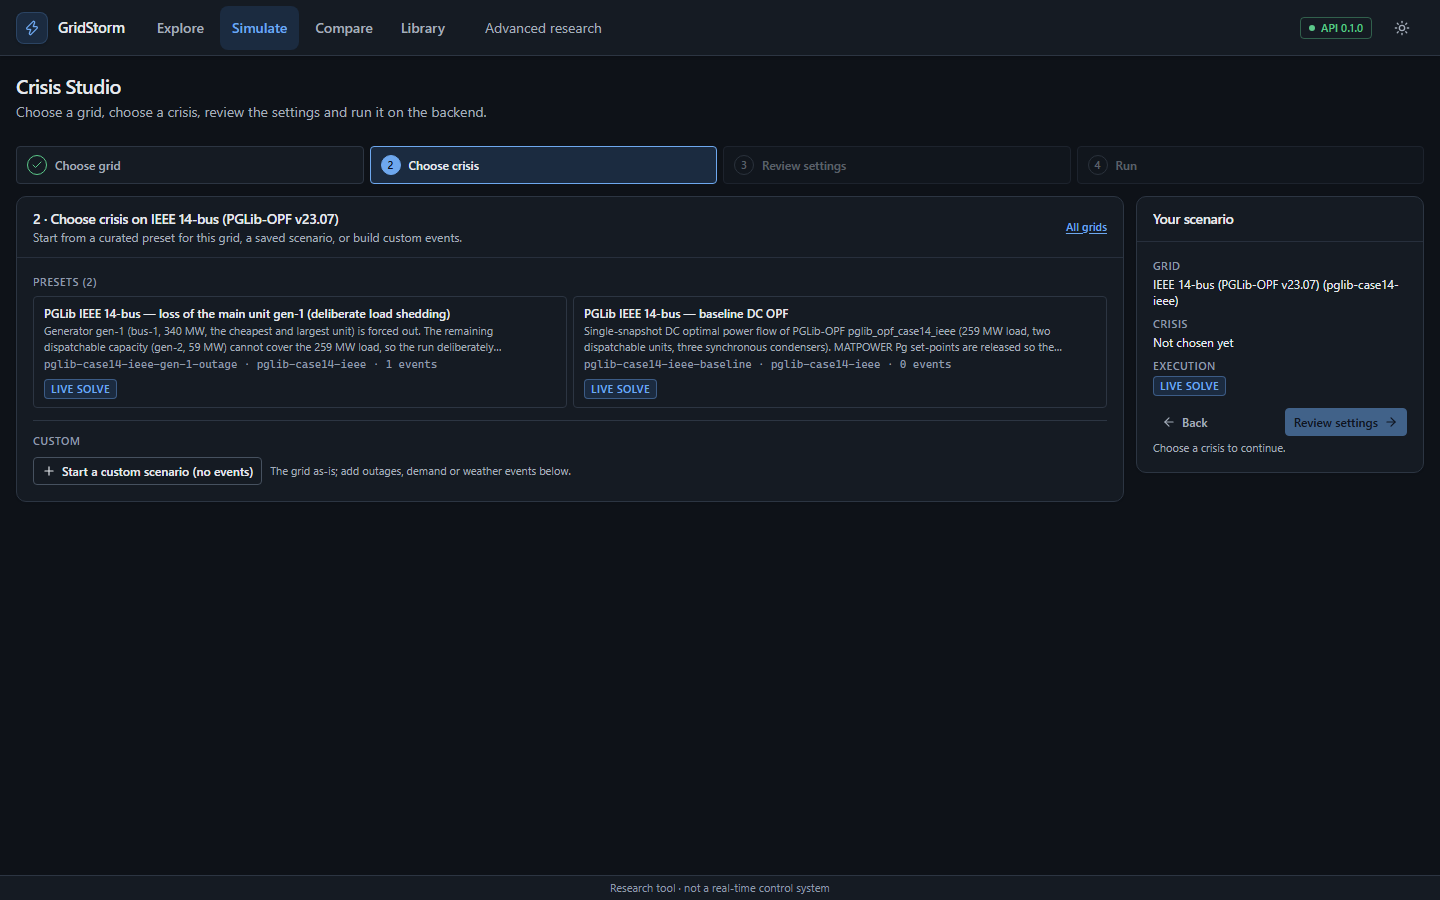 GridStorm
Explore
Simulate
Compare
Library
Advanced research
API 0.1.0
Crisis Studio
Choose a grid, choose a crisis, review the settings and run it on the backend.
Choose grid
2 Choose crisis
3 Review settings
4 Run
2 · Choose crisis on IEEE 14-bus (PGLib-OPF v23.07)
Start from a curated preset for this grid, a saved scenario, or build custom events.
All grids
PRESETS (2)
PGLib IEEE 14-bus — loss of the main unit gen-1 (deliberate load shedding)
Generator gen-1 (bus-1, 340 MW, the cheapest and largest unit) is forced out. The remaining
dispatchable capacity (gen-2, 59 MW) cannot cover the 259 MW load, so the run deliberately...
pglib-case14-ieee-gen-1-outage · pglib-case14-ieee · 1 events
LIVE SOLVE
PGLib IEEE 14-bus — baseline DC OPF
Single-snapshot DC optimal power flow of PGLib-OPF pglib_opf_case14_ieee (259 MW load, two
dispatchable units, three synchronous condensers). MATPOWER Pg set-points are released so the...
pglib-case14-ieee-baseline · pglib-case14-ieee · 0 events
LIVE SOLVE
CUSTOM
Start a custom scenario (no events)
The grid as-is; add outages, demand or weather events below.
Your scenario
GRID
IEEE 14-bus (PGLib-OPF v23.07) (pglib-case14-
ieee)
CRISIS
Not chosen yet
EXECUTION
LIVE SOLVE
Back
Review settings
Choose a crisis to continue.
Research tool · not a real-time control system